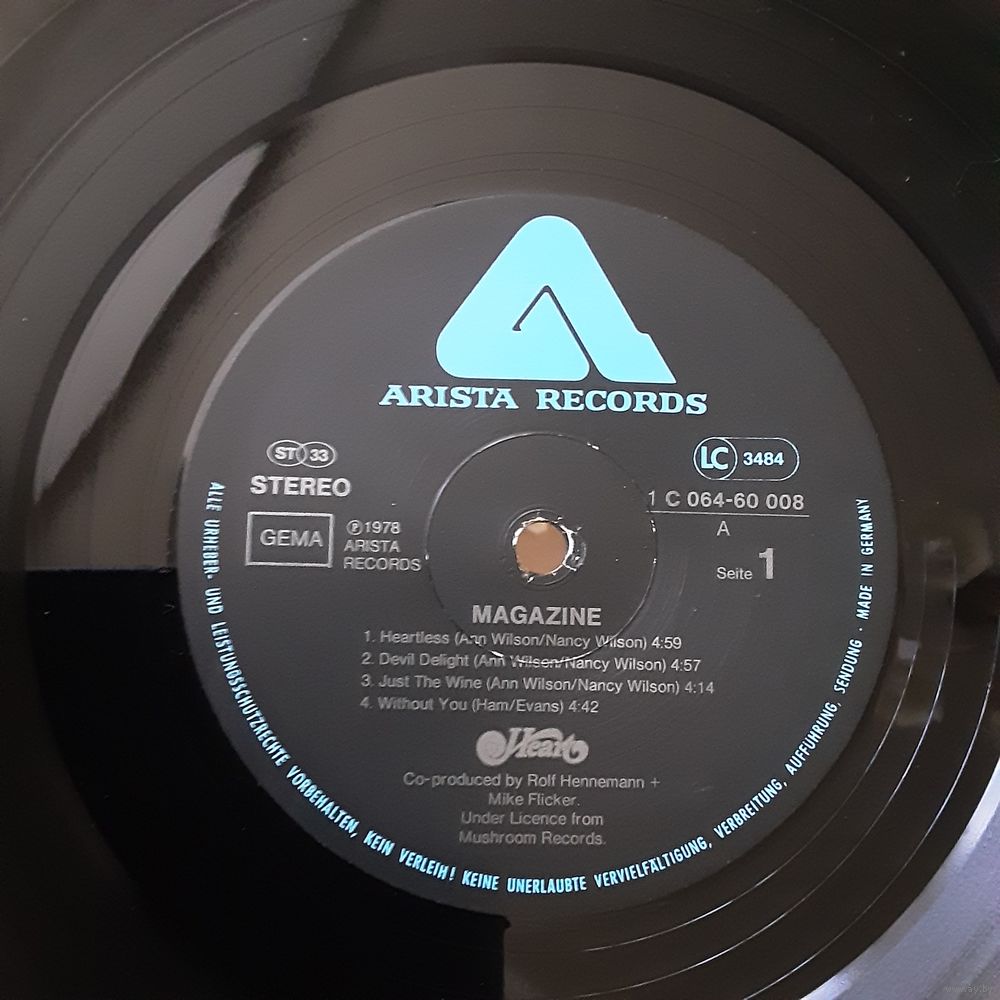 ARISTA RECORDS
ST 33
STEREO
GEMA
℗ 1978
ARISTA
RECORDS
LC 3484
1 C 064-60 008
A
Seite 1
MAGAZINE
1. Heartless (Ann Wilson/Nancy Wilson) 4:59
2. Devil Delight (Ann Wilson/Nancy Wilson) 4:57
3. Just The Wine (Ann Wilson/Nancy Wilson) 4:14
4. Without You (Ham/Evans) 4:42
Heart
Co-produced by Rolf Hennemann +
Mike Flicker.
Under Licence from
Mushroom Records.
ALLE URHEBER- UND LEISTUNGSSCHUTZRECHTE VORBEHALTEN, KEIN VERLEIH! KEINE UNERLAUBTE VERVIELFÄLTIGUNG, VERBREITUNG, AUFFÜHRUNG, SENDUNG · MADE IN GERMANY
www.ay.by